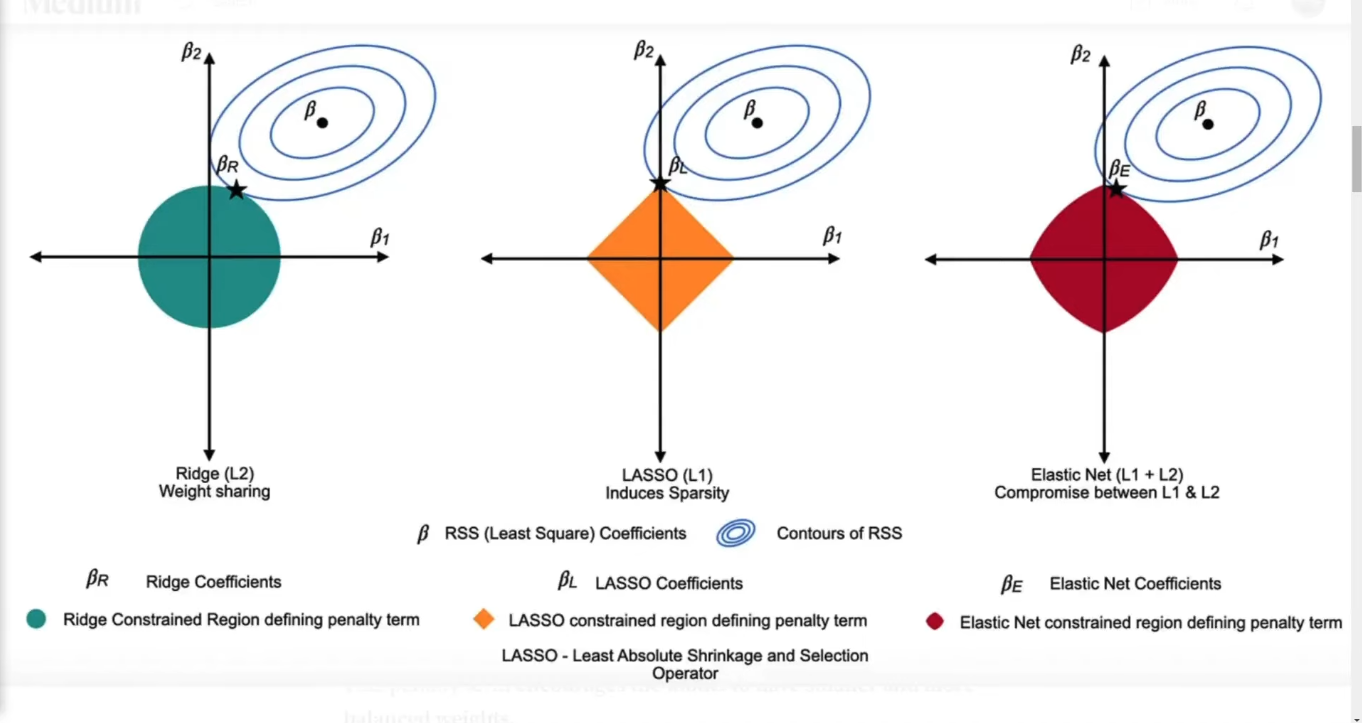 Medium
β2
β2
β2
β
β
β
βR
βL
βE
β1
β1
β1
Ridge (L2)
Weight sharing
LASSO (L1)
Induces Sparsity
Elastic Net (L1 + L2)
Compromise between L1 & L2
β RSS (Least Square) Coefficients
Contours of RSS
βR Ridge Coefficients
βL LASSO Coefficients
βE Elastic Net Coefficients
Ridge Constrained Region defining penalty term
LASSO constrained region defining penalty term
Elastic Net constrained region defining penalty term
LASSO - Least Absolute Shrinkage and Selection
Operator
balanced weights